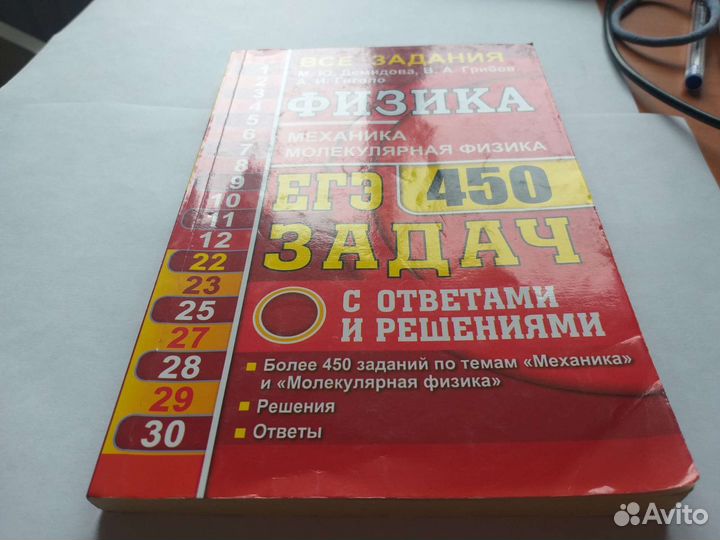 ВСЕ ЗАДАНИЯ
М. Ю. Демидова, В. А. Грибов
А. И. Гиголо
ФИЗИКА
МЕХАНИКА
МОЛЕКУЛЯРНАЯ ФИЗИКА
ЕГЭ 450
ЗАДАЧ
С ОТВЕТАМИ
И РЕШЕНИЯМИ
Более 450 заданий по темам «Механика»
и «Молекулярная физика»
Решения
Ответы
1
2
3
4
5
6
7
8
9
10
11
12
22
23
25
27
28
29
30
Avito